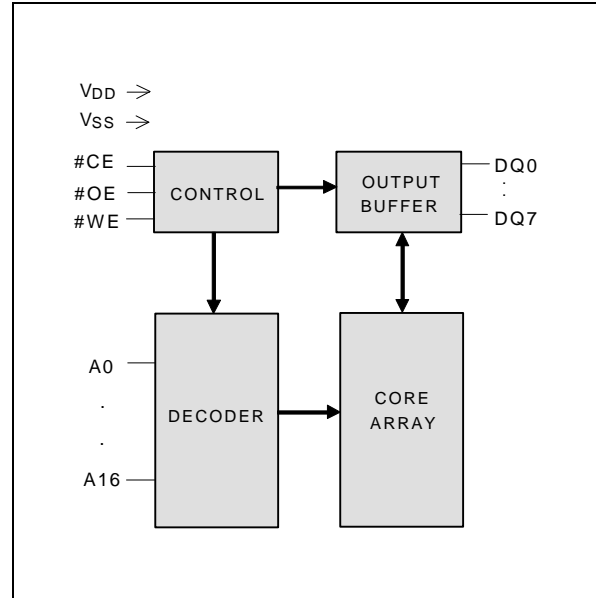 VDD
VSS
#CE
#OE
#WE
CONTROL
OUTPUT
BUFFER
DQ0
.
.
DQ7
A0
.
.
A16
DECODER
CORE
ARRAY